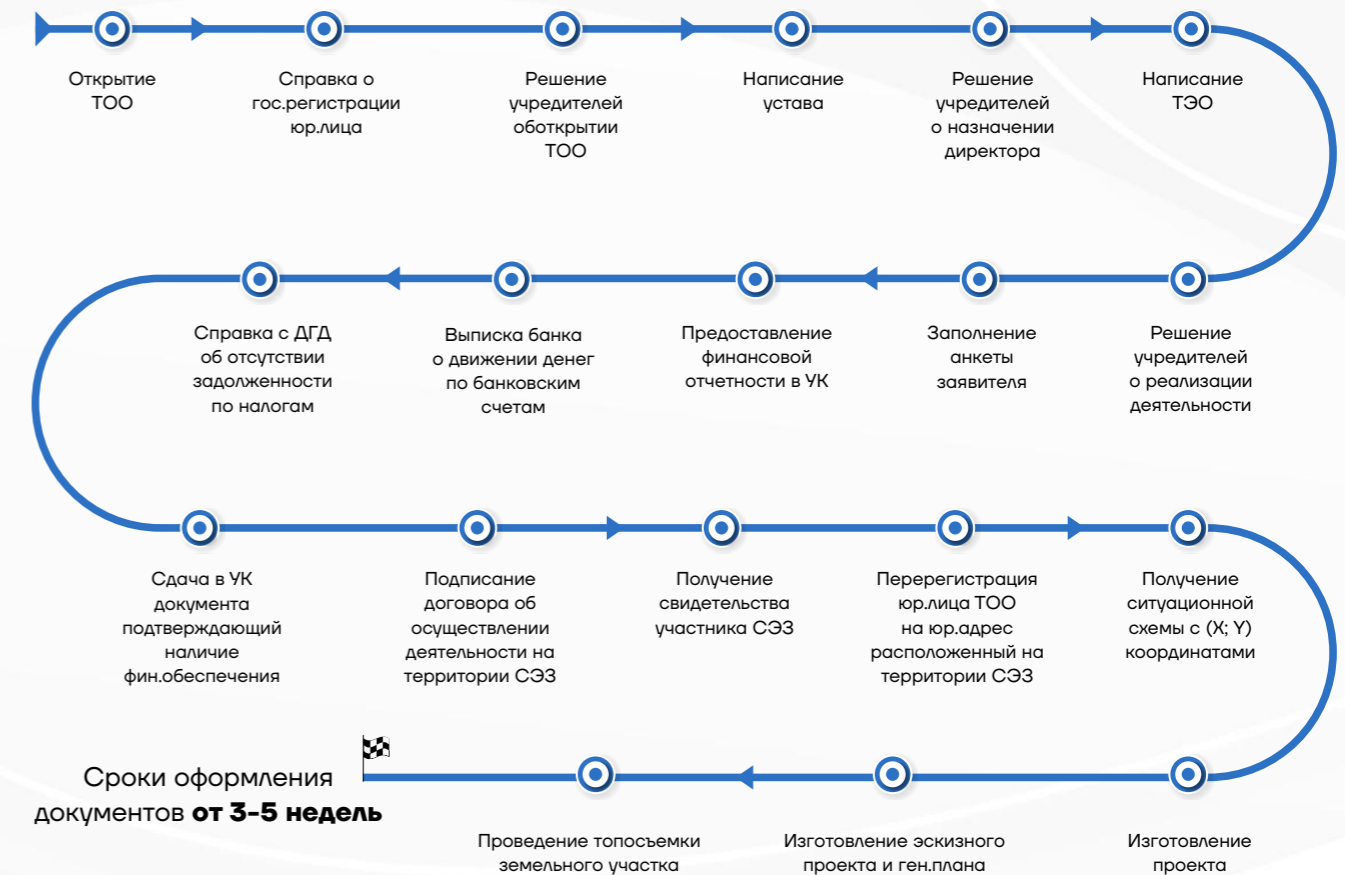 Открытие
ТОО
Справка о
гос.регистрации
юр.лица
Решение
учредителей
оботкрытии
ТОО
Написание
устава
Решение
учредителей
о назначении
директора
Написание
ТЭО
Решение
учредителей
о реализации
деятельности
Заполнение
анкеты
заявителя
Предоставление
финансовой
отчетности в УК
Выписка банка
о движении денег
по банковским
счетам
Справка с ДГД
об отсутствии
задолженности
по налогам
Сдача в УК
документа
подтверждающий
наличие
фин.обеспечения
Подписание
договора об
осуществлении
деятельности на
территории СЭЗ
Получение
свидетельства
участника СЭЗ
Перерегистрация
юр.лица ТОО
на юр.адрес
расположенный на
территории СЭЗ
Получение
ситуационной
схемы с (X; Y)
координатами
Изготовление
проекта
Изготовление эскизного
проекта и ген.плана
Проведение топосъемки
земельного участка
Сроки оформления
документов от 3-5 недель